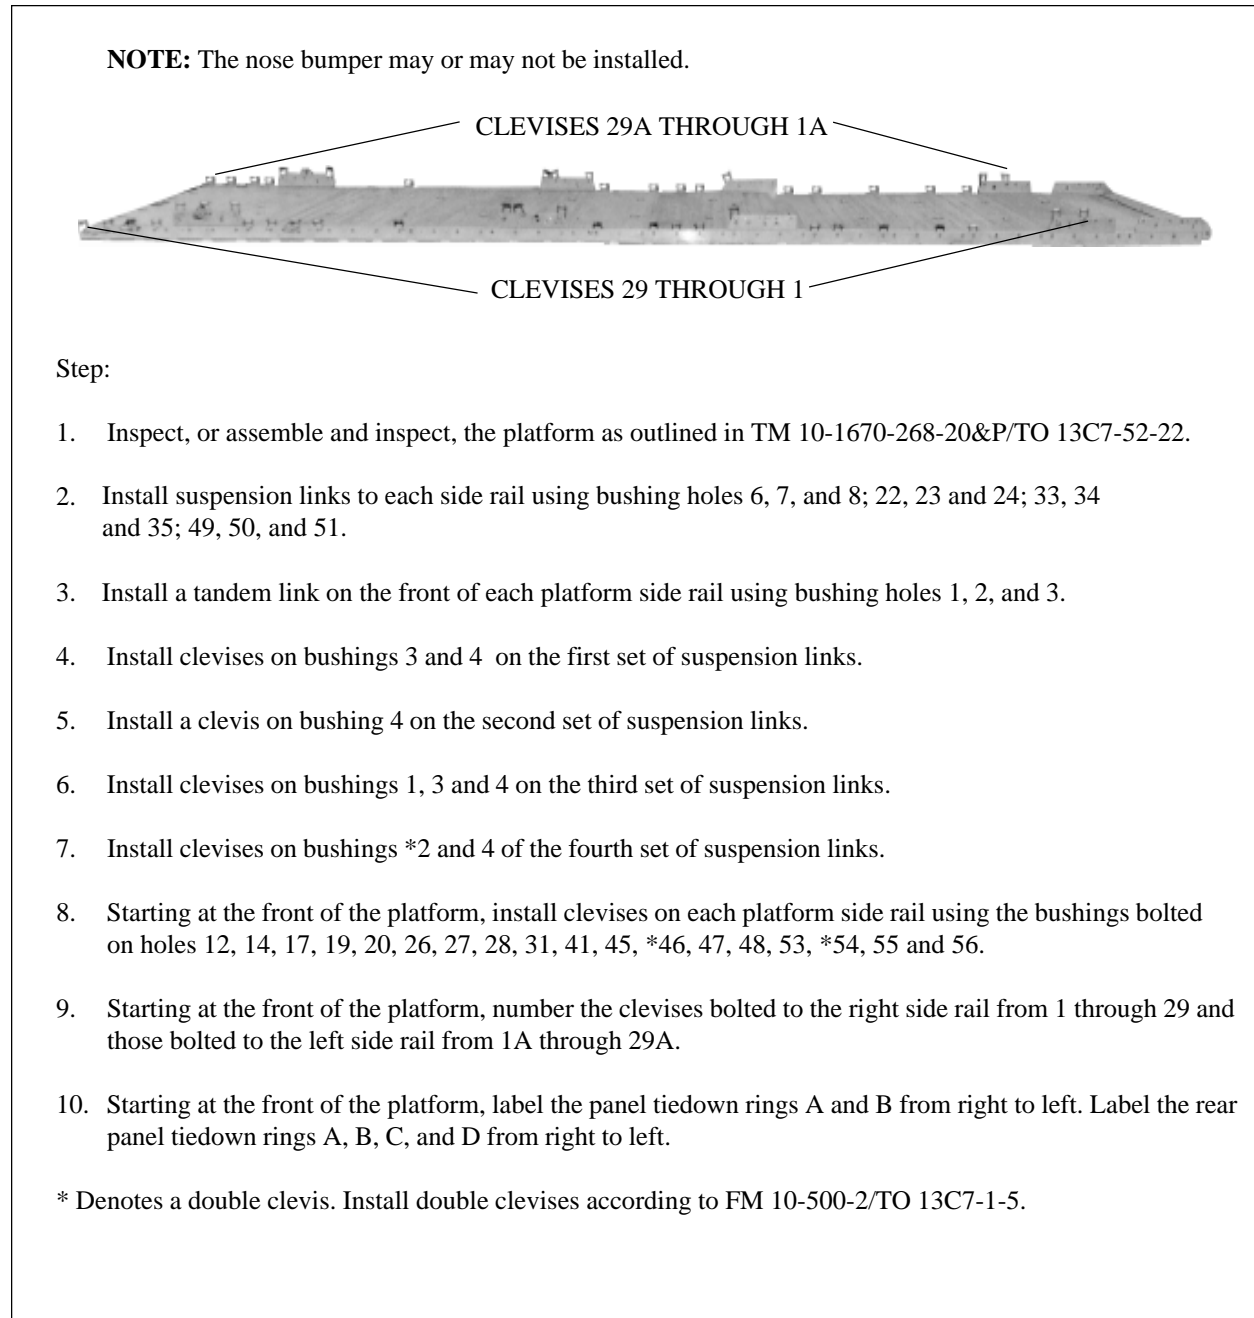 NOTE: The nose bumper may or may not be installed.
CLEVISES 29A THROUGH 1A
CLEVISES 29 THROUGH 1
Step:
1. Inspect, or assemble and inspect, the platform as outlined in TM 10-1670-268-20&P/TO 13C7-52-22.
2. Install suspension links to each side rail using bushing holes 6, 7, and 8; 22, 23 and 24; 33, 34
and 35; 49, 50, and 51.
3. Install a tandem link on the front of each platform side rail using bushing holes 1, 2, and 3.
4. Install clevises on bushings 3 and 4 on the first set of suspension links.
5. Install a clevis on bushing 4 on the second set of suspension links.
6. Install clevises on bushings 1, 3 and 4 on the third set of suspension links.
7. Install clevises on bushings *2 and 4 of the fourth set of suspension links.
8. Starting at the front of the platform, install clevises on each platform side rail using the bushings bolted
on holes 12, 14, 17, 19, 20, 26, 27, 28, 31, 41, 45, *46, 47, 48, 53, *54, 55 and 56.
9. Starting at the front of the platform, number the clevises bolted to the right side rail from 1 through 29 and
those bolted to the left side rail from 1A through 29A.
10. Starting at the front of the platform, label the panel tiedown rings A and B from right to left. Label the rear
panel tiedown rings A, B, C, and D from right to left.
* Denotes a double clevis. Install double clevises according to FM 10-500-2/TO 13C7-1-5.